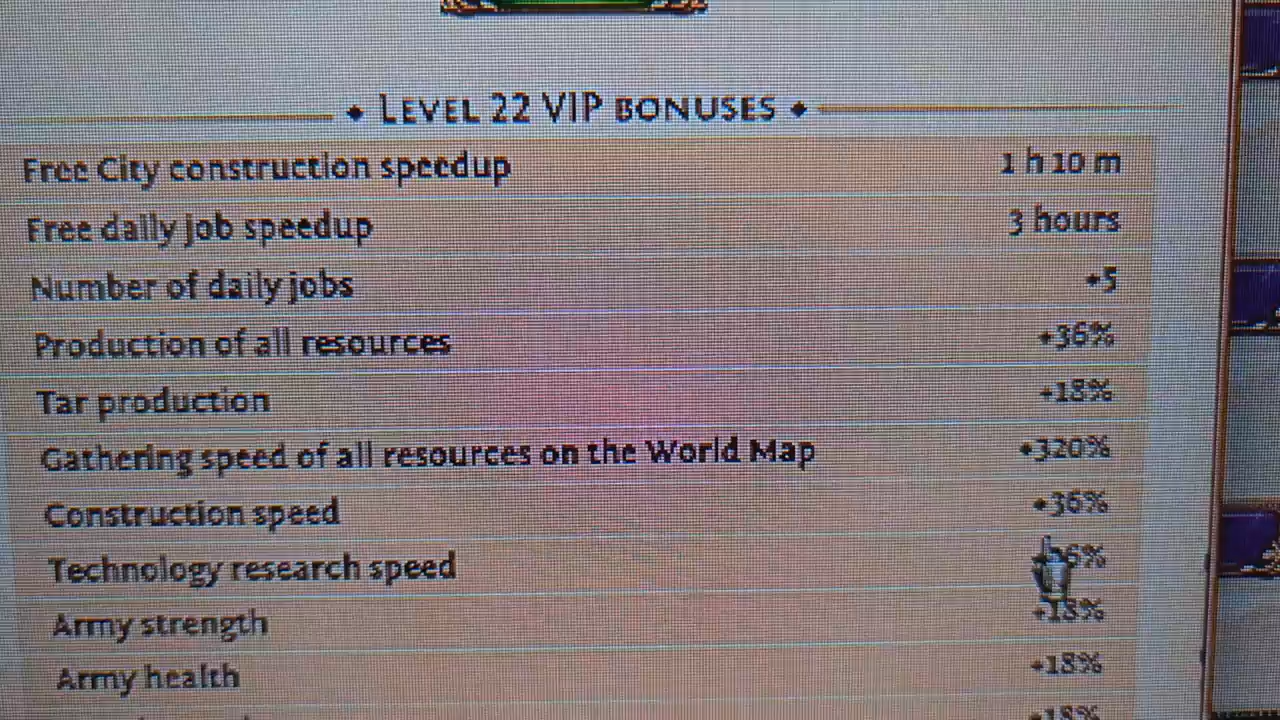 LEVEL 22 VIP BONUSES
Free City construction speedup 1 h 10 m
Free daily job speedup 3 hours
Number of daily jobs +5
Production of all resources +36%
Tar production +18%
Gathering speed of all resources on the World Map +320%
Construction speed +36%
Technology research speed
Army strength +18%
Army health +18%
+18%